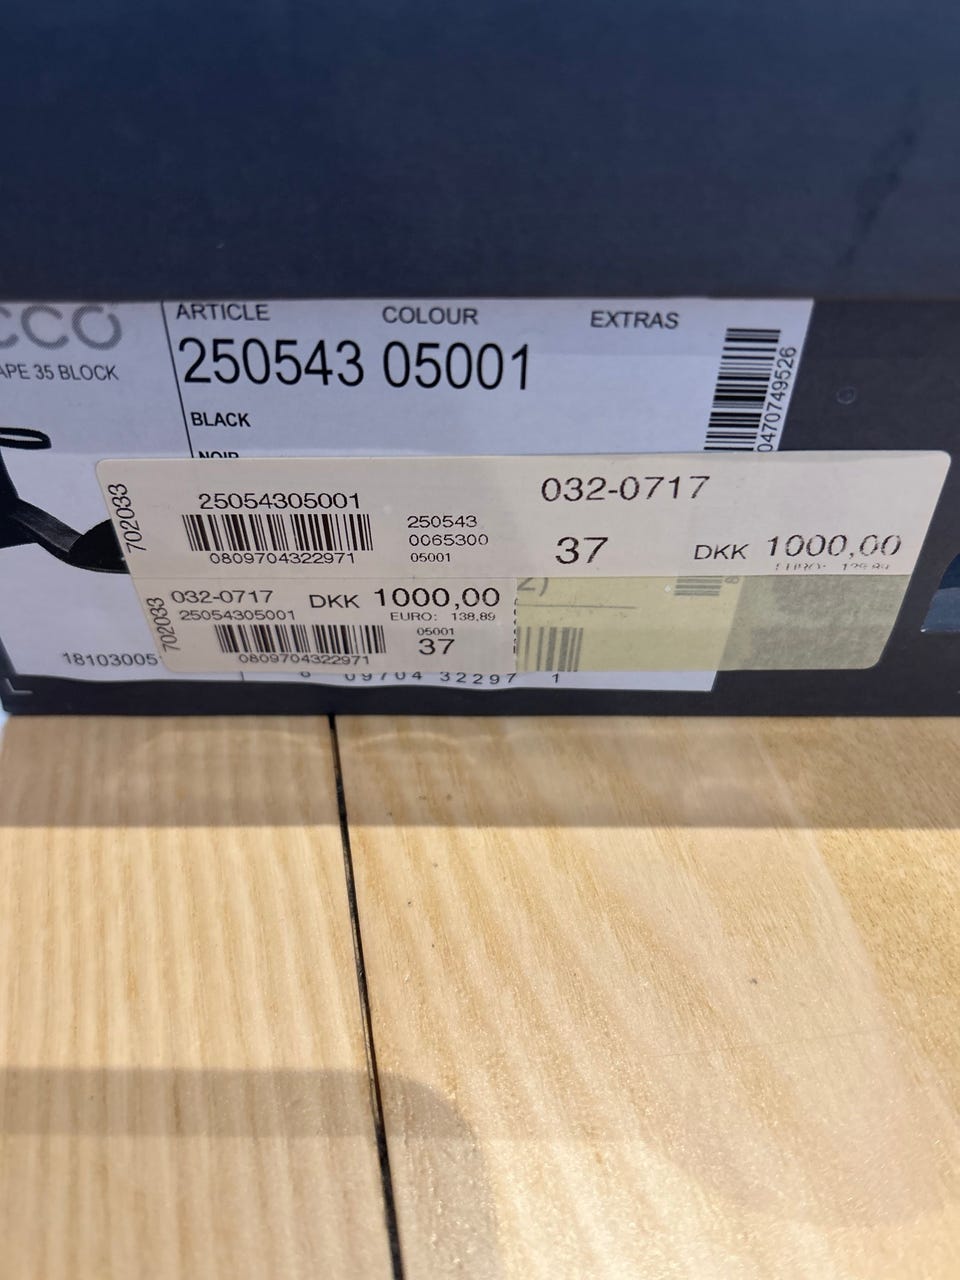 CCO
APE 35 BLOCK
ARTICLE COLOUR EXTRAS
250543 05001
BLACK
NOIR
0470749526
702033
25054305001
0809704322971
250543
0065300
05001
032-0717
37
DKK 1000,00
702033
032-0717
25054305001
DKK 1000,00
EURO: 138,89
05001
37
0809704322971
18103005
09704 32297 1